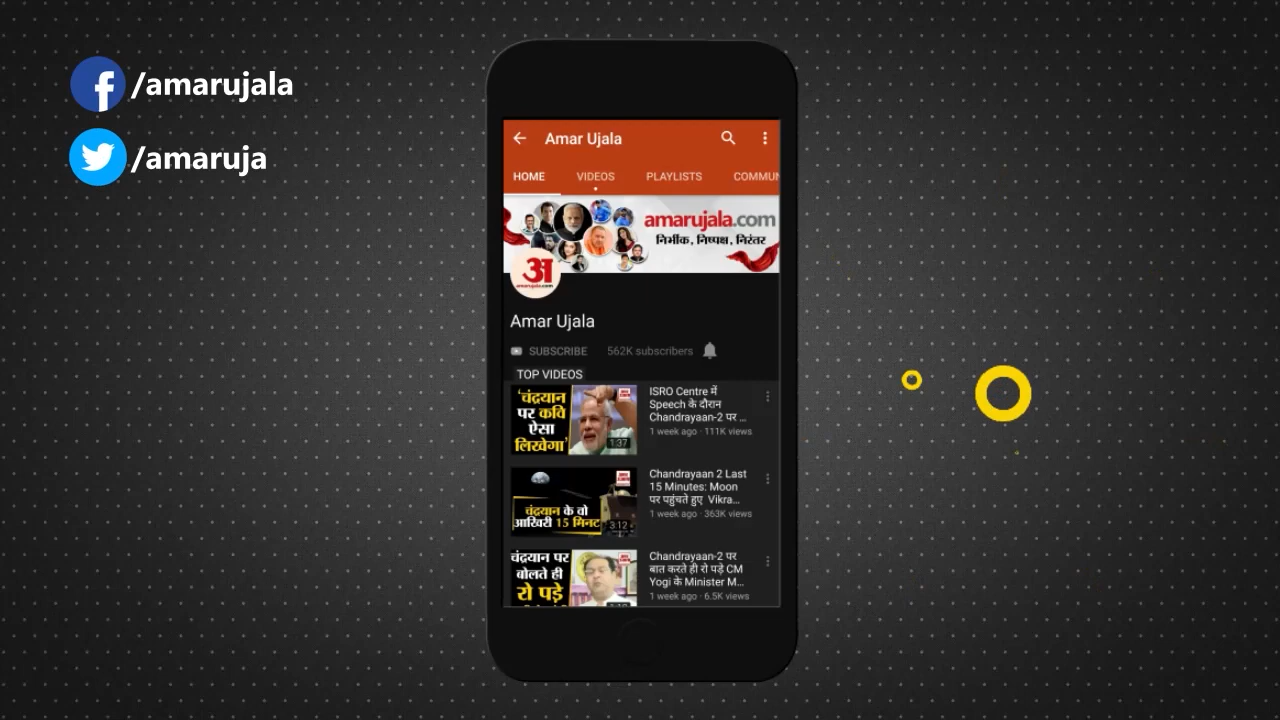 /amarujala
/amaruja
Amar Ujala
HOME VIDEOS PLAYLISTS COMMUN
amarujala.com
निर्भीक, निष्पक्ष, निरंतर
अ
amarujala.com
Amar Ujala
SUBSCRIBE 562K subscribers
TOP VIDEOS
'चंद्रयान
पर कवि
ऐसा
लिखेगा'
1:37
ISRO Centre में
Speech के दौरान
Chandrayaan-2 पर ...
1 week ago · 111K views
चंद्रयान के वो
आखिरी 15 मिनट
3:12
Chandrayaan 2 Last
15 Minutes: Moon
पर पहुंचते हुए Vikra...
1 week ago · 363K views
चंद्रयान पर
बोलते ही
रो पड़े
Chandrayaan-2 पर
बात करते ही रो पड़े CM
Yogi के Minister M...
1 week ago · 6.5K views